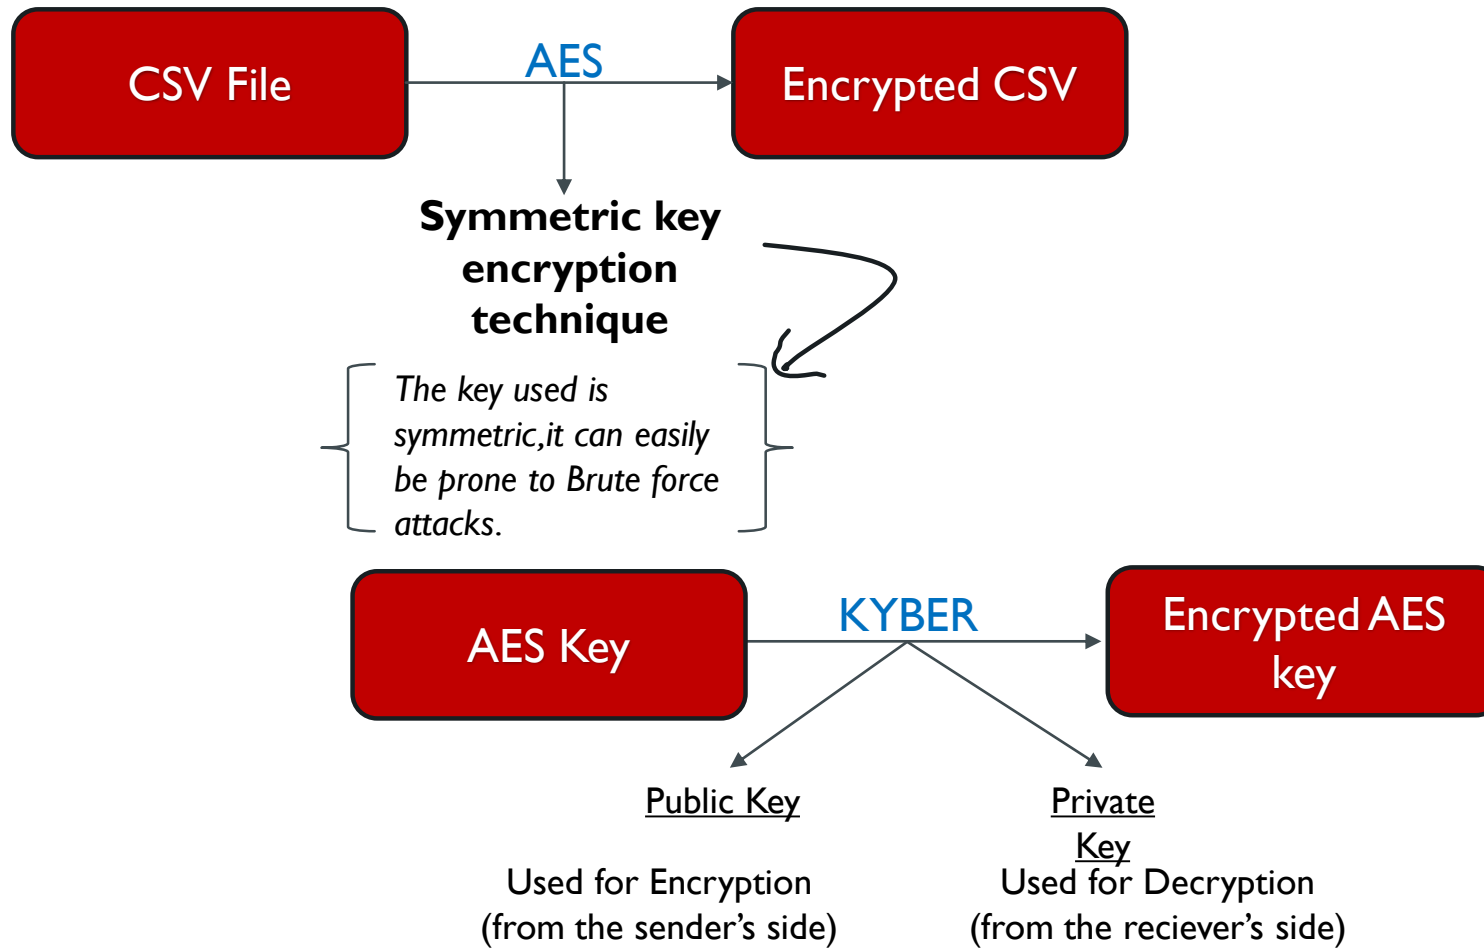 CSV File
AES
Encrypted CSV
Symmetric key
encryption
technique
The key used is
symmetric,it can easily
be prone to Brute force
attacks.
AES Key
KYBER
Encrypted AES
key
Public Key
Used for Encryption
(from the sender’s side)
Private
Key
Used for Decryption
(from the reciever’s side)